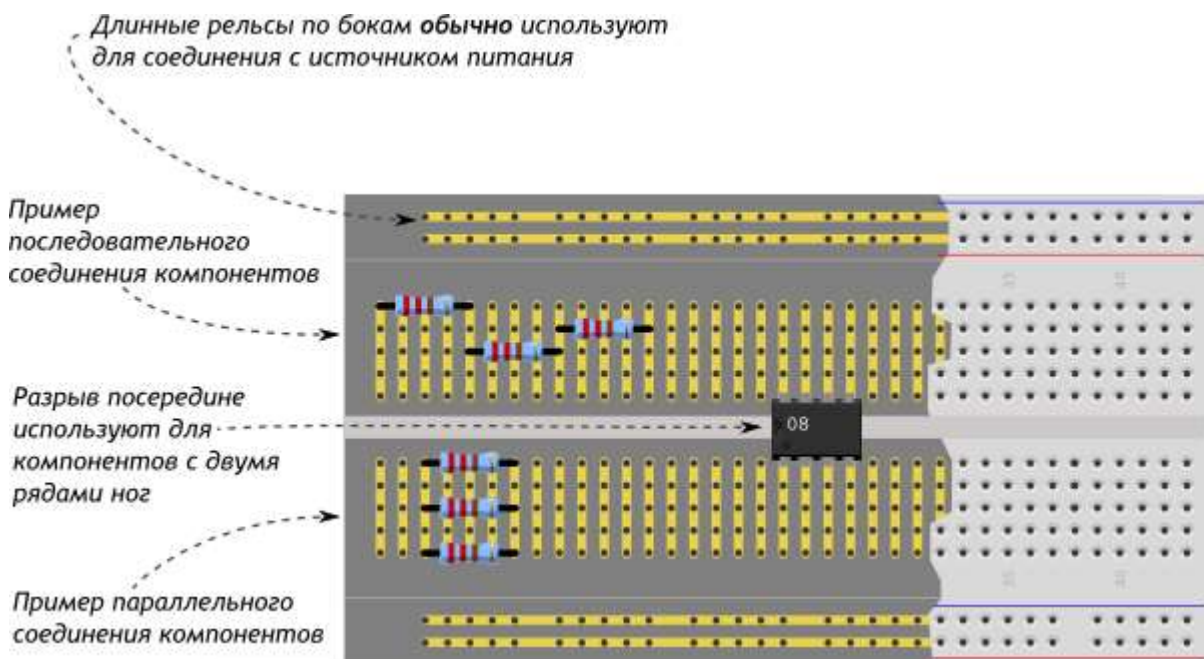 Длинные рельсы по бокам обычно используют
для соединения с источником питания
Пример
последовательного
соединения компонентов
Разрыв посередине
используют для
компонентов с двумя
рядами ног
08
Пример параллельного
соединения компонентов